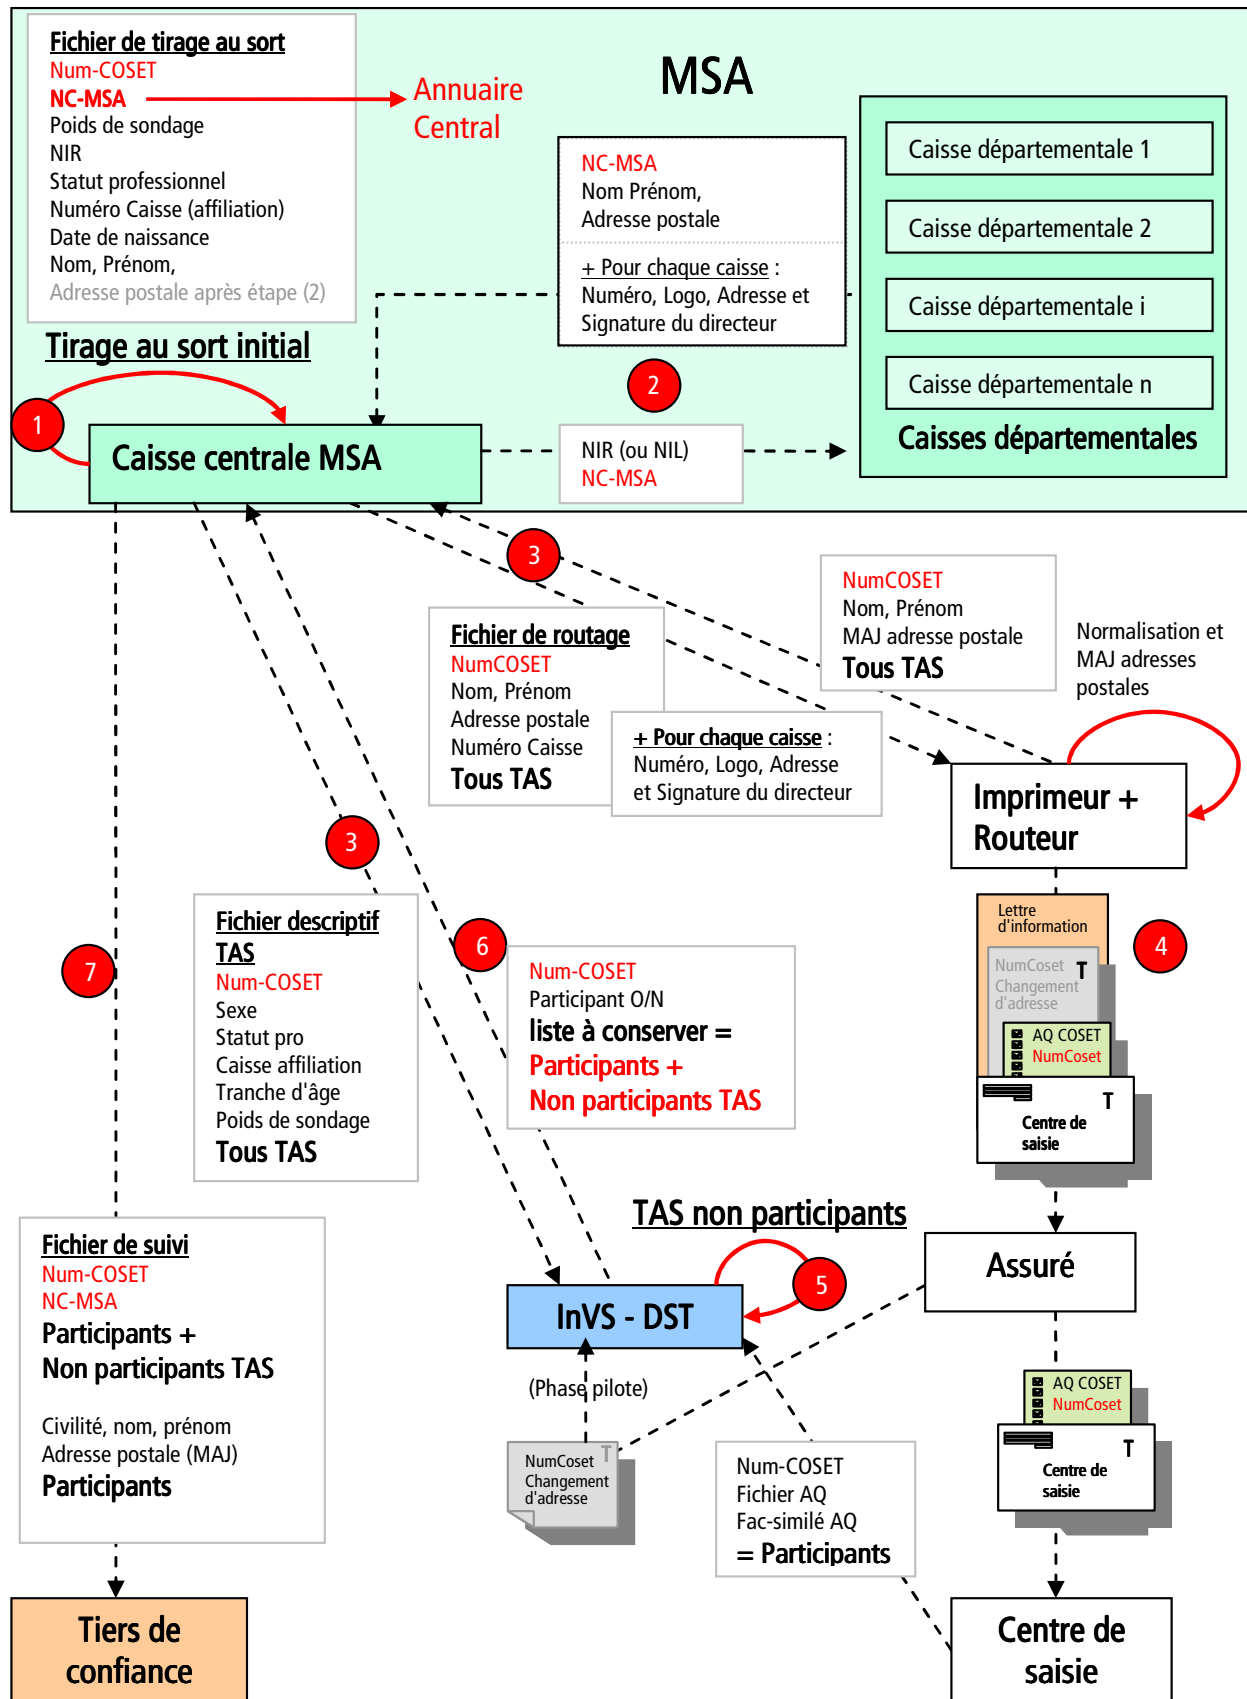 Fichier de tirage au sort
Num-COSET
NC-MSA
Poids de sondage
NIR
Statut professionnel
Numéro Caisse (affiliation)
Date de naissance
Nom, Prénom,
Adresse postale après étape (2)
Annuaire
Central
MSA
NC-MSA
Nom Prénom,
Adresse postale
+ Pour chaque caisse :
Numéro, Logo, Adresse et
Signature du directeur
Caisse départementale 1
Caisse départementale 2
Caisse départementale i
Caisse départementale n
Caisses départementales
Tirage au sort initial
1
2
Caisse centrale MSA
NIR (ou NIL)
NC-MSA
3
NumCOSET
Nom, Prénom
MAJ adresse postale
Tous TAS
Normalisation et
MAJ adresses
postales
Fichier de routage
NumCOSET
Nom, Prénom
Adresse postale
Numéro Caisse
Tous TAS
+ Pour chaque caisse :
Numéro, Logo, Adresse
et Signature du directeur
Imprimeur +
Routeur
3
Fichier descriptif
TAS
Num-COSET
Sexe
Statut pro
Caisse affiliation
Tranche d'âge
Poids de sondage
Tous TAS
6
7
Num-COSET
Participant O/N
liste à conserver =
Participants +
Non participants TAS
Lettre
d'information
4
NumCoset T
Changement
d'adresse
AQ COSET
NumCoset
T
Centre de
saisie
TAS non participants
5
Assuré
InVS - DST
Fichier de suivi
Num-COSET
NC-MSA
Participants +
Non participants TAS
Civilité, nom, prénom
Adresse postale (MAJ)
Participants
(Phase pilote)
T
NumCoset
Changement
d'adresse
Num-COSET
Fichier AQ
Fac-similé AQ
= Participants
AQ COSET
NumCoset
T
Centre de
saisie
Tiers de
confiance
Centre de
saisie